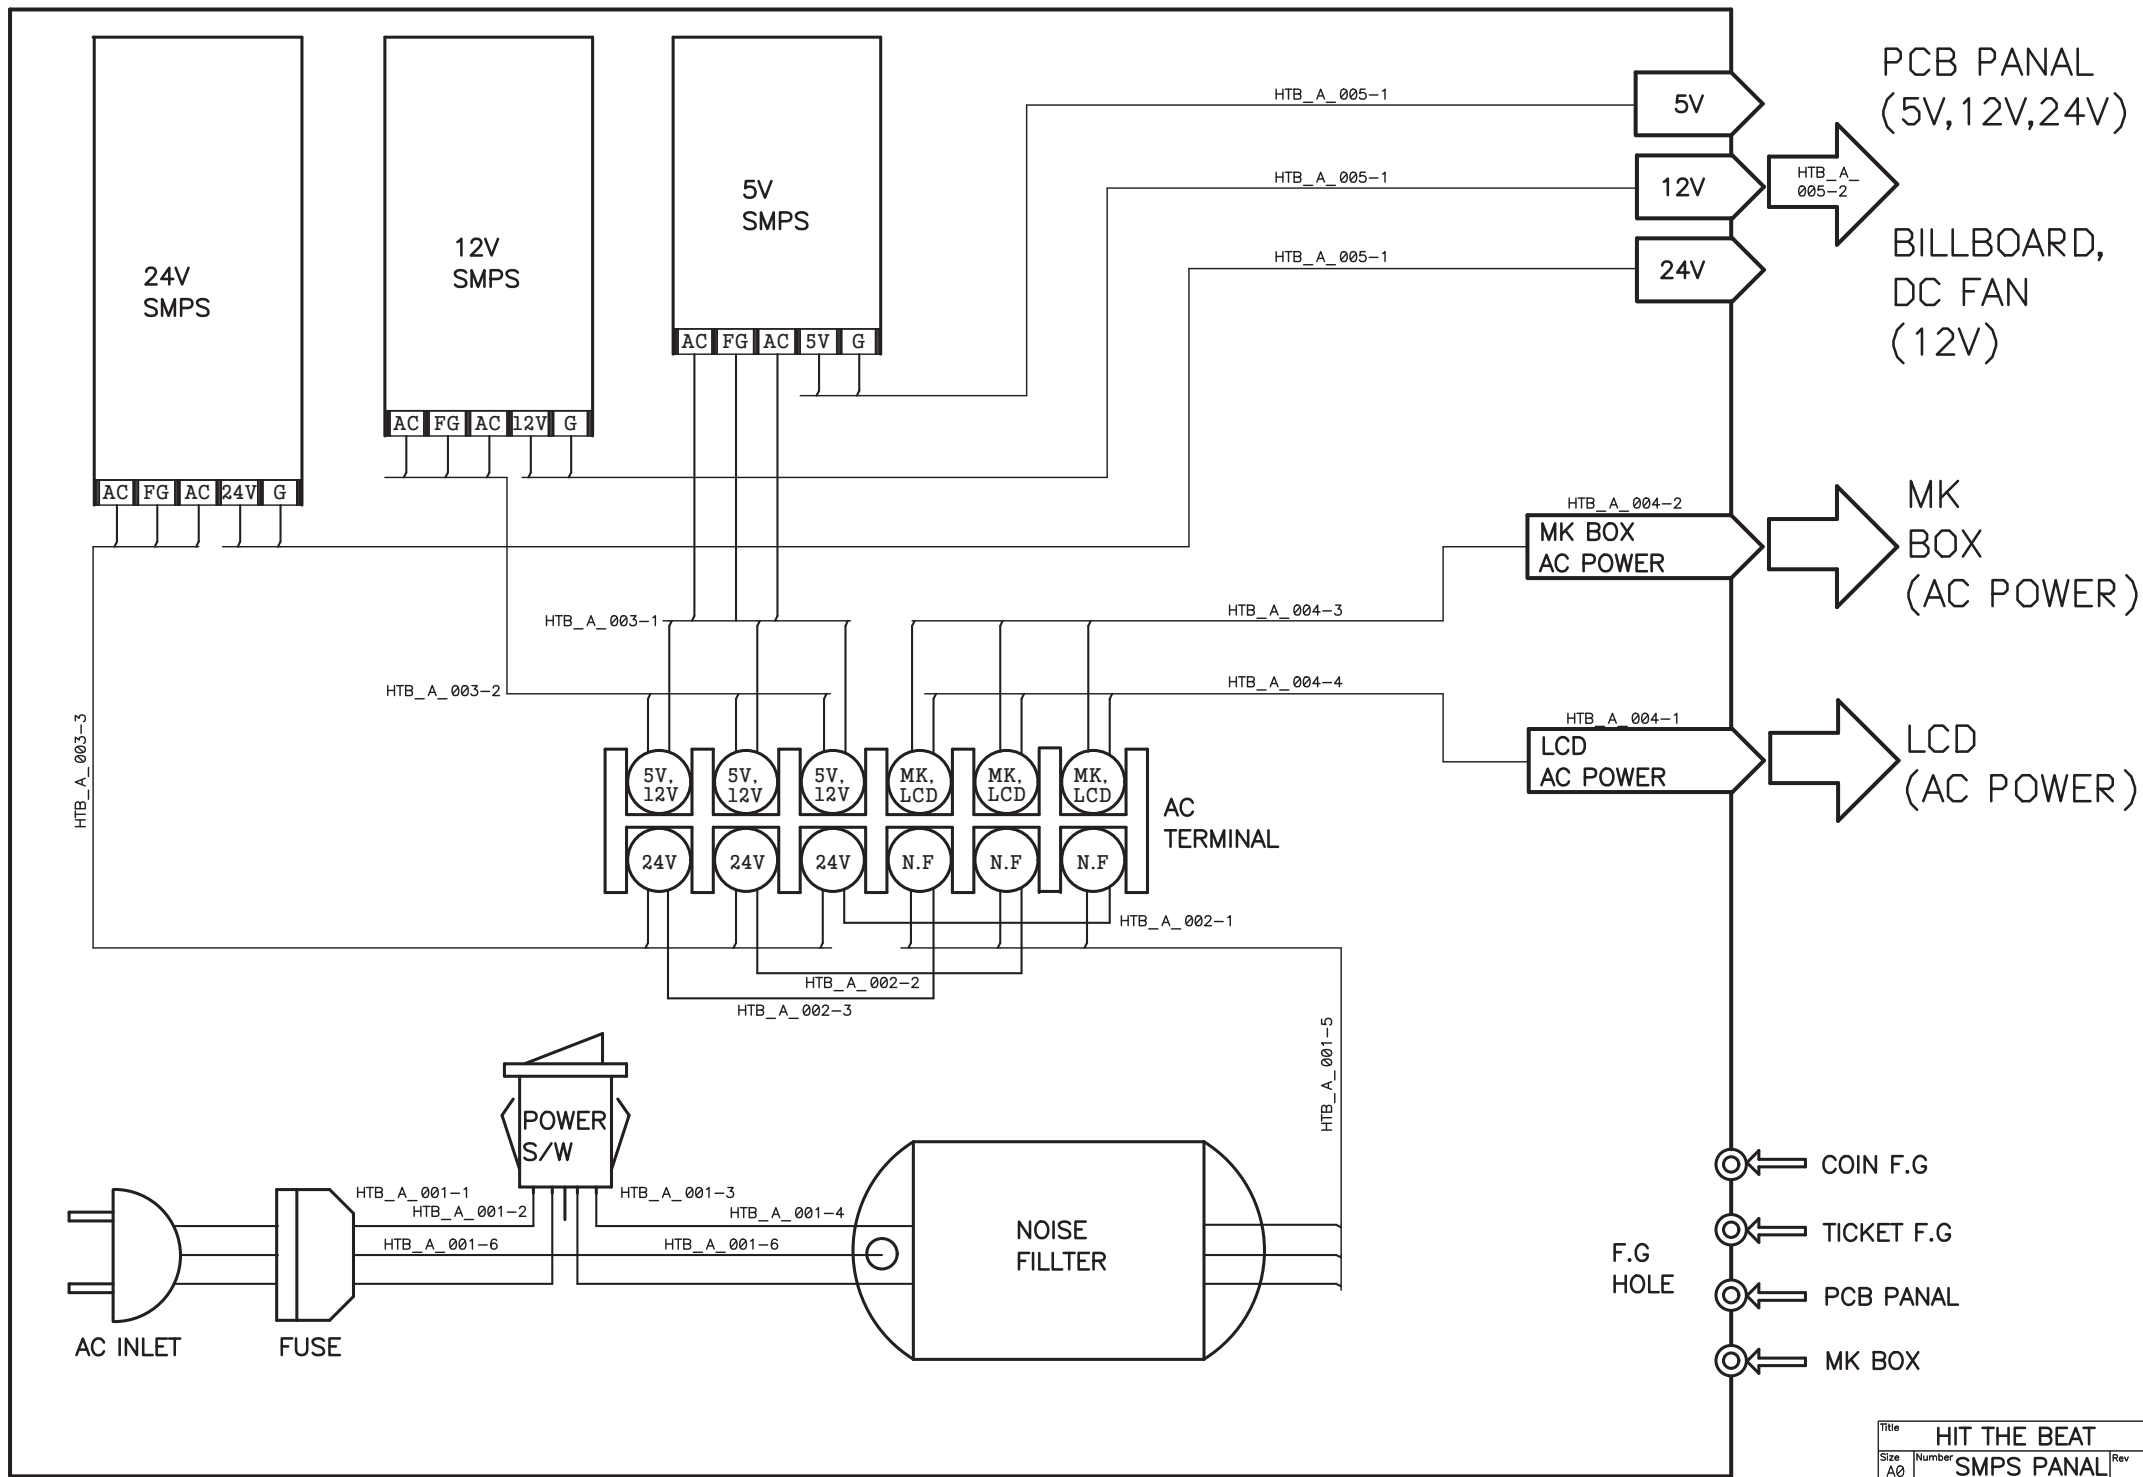 24V
SMPS
AC FG AC 24V G
12V
SMPS
AC FG AC 12V G
5V
SMPS
AC FG AC 5V G
HTB_A_005-1
5V
HTB_A_005-1
12V
HTB_A_005-1
24V
PCB PANAL
(5V,12V,24V)
HTB_A_
005-2
BILLBOARD,
DC FAN
(12V)
HTB_A_004-2
MK BOX
AC POWER
MK
BOX
(AC POWER)
HTB_A_003-1
HTB_A_004-3
HTB_A_003-2
HTB_A_004-4
HTB_A_003-3
HTB_A_004-1
LCD
AC POWER
LCD
(AC POWER)
5V, 5V, 5V, MK, MK, MK,
12V 12V 12V LCD LCD LCD
24V 24V 24V N.F N.F N.F
AC
TERMINAL
HTB_A_002-1
HTB_A_002-2
HTB_A_002-3
HTB_A_001-5
POWER
S/W
HTB_A_001-1
HTB_A_001-2
HTB_A_001-6
HTB_A_001-3
HTB_A_001-4
HTB_A_001-6
NOISE
FILLTER
AC INLET
FUSE
F.G
HOLE
COIN F.G
TICKET F.G
PCB PANAL
MK BOX
Title
HIT THE BEAT
Size
A0
Number
SMPS PANAL
Rev